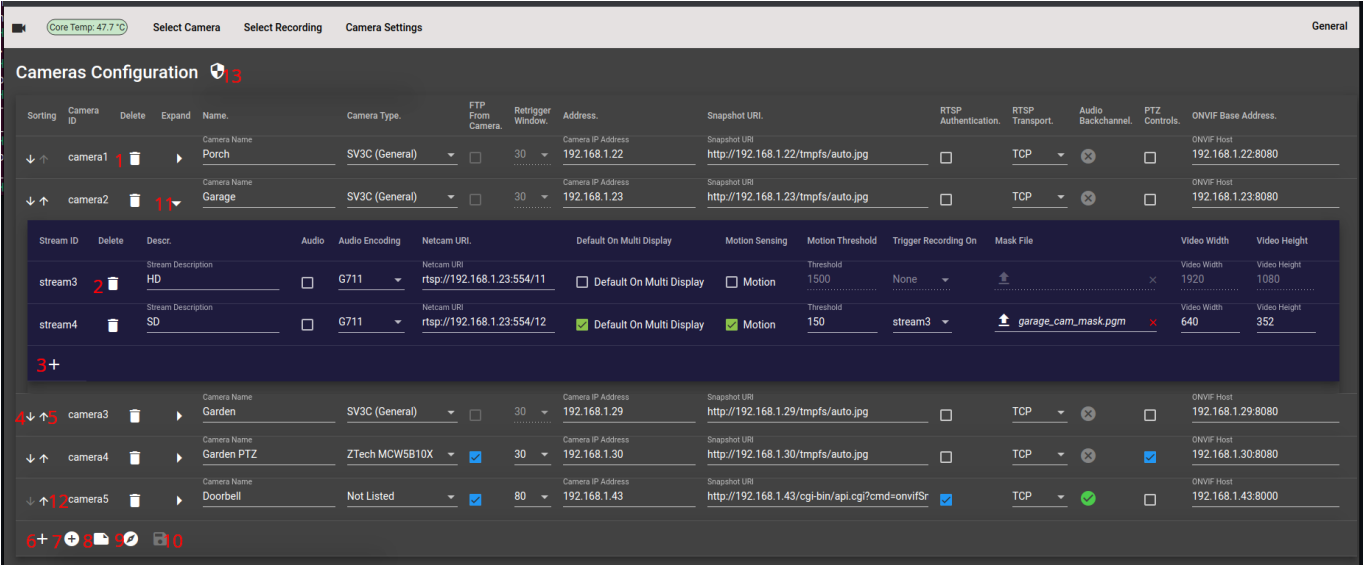 Core Temp: 47.7 °C Select Camera Select Recording Camera Settings General
Cameras Configuration 13
Sorting Camera ID Delete Expand Name. Camera Type. FTP From Camera. Retrigger Window. Address. Snapshot URI. RTSP Authentication. RTSP Transport. Audio Backchannel. PTZ Controls. ONVIF Base Address.
Camera Name Camera IP Address Snapshot URI ONVIF Host
camera1 1 Porch SV3C (General) 30 192.168.1.22 http://192.168.1.22/tmpfs/auto.jpg TCP 192.168.1.22:8080
Camera Name Camera IP Address Snapshot URI ONVIF Host
camera2 11 Garage SV3C (General) 30 192.168.1.23 http://192.168.1.23/tmpfs/auto.jpg TCP 192.168.1.23:8080
Stream ID Delete Descr. Audio Audio Encoding Netcam URI. Default On Multi Display Motion Sensing Motion Threshold Trigger Recording On Mask File Video Width Video Height
Stream Description Netcam URI Threshold Video Width Video Height
stream3 2 HD G711 rtsp://192.168.1.23:554/11 Default On Multi Display Motion 1500 None 1920 1080
Stream Description Netcam URI Threshold Video Width Video Height
stream4 SD G711 rtsp://192.168.1.23:554/12 Default On Multi Display Motion 150 stream3 garage_cam_mask.pgm 640 352
3
Camera Name Camera IP Address Snapshot URI ONVIF Host
4 5 camera3 Garden SV3C (General) 30 192.168.1.29 http://192.168.1.29/tmpfs/auto.jpg TCP 192.168.1.29:8080
Camera Name Camera IP Address Snapshot URI ONVIF Host
camera4 Garden PTZ ZTech MCW5B10X 30 192.168.1.30 http://192.168.1.30/tmpfs/auto.jpg TCP 192.168.1.30:8080
Camera Name Camera IP Address Snapshot URI ONVIF Host
12 camera5 Doorbell Not Listed 80 192.168.1.43 http://192.168.1.43/cgi-bin/api.cgi?cmd=onvifSr TCP 192.168.1.43:8000
6 7 8 9 10